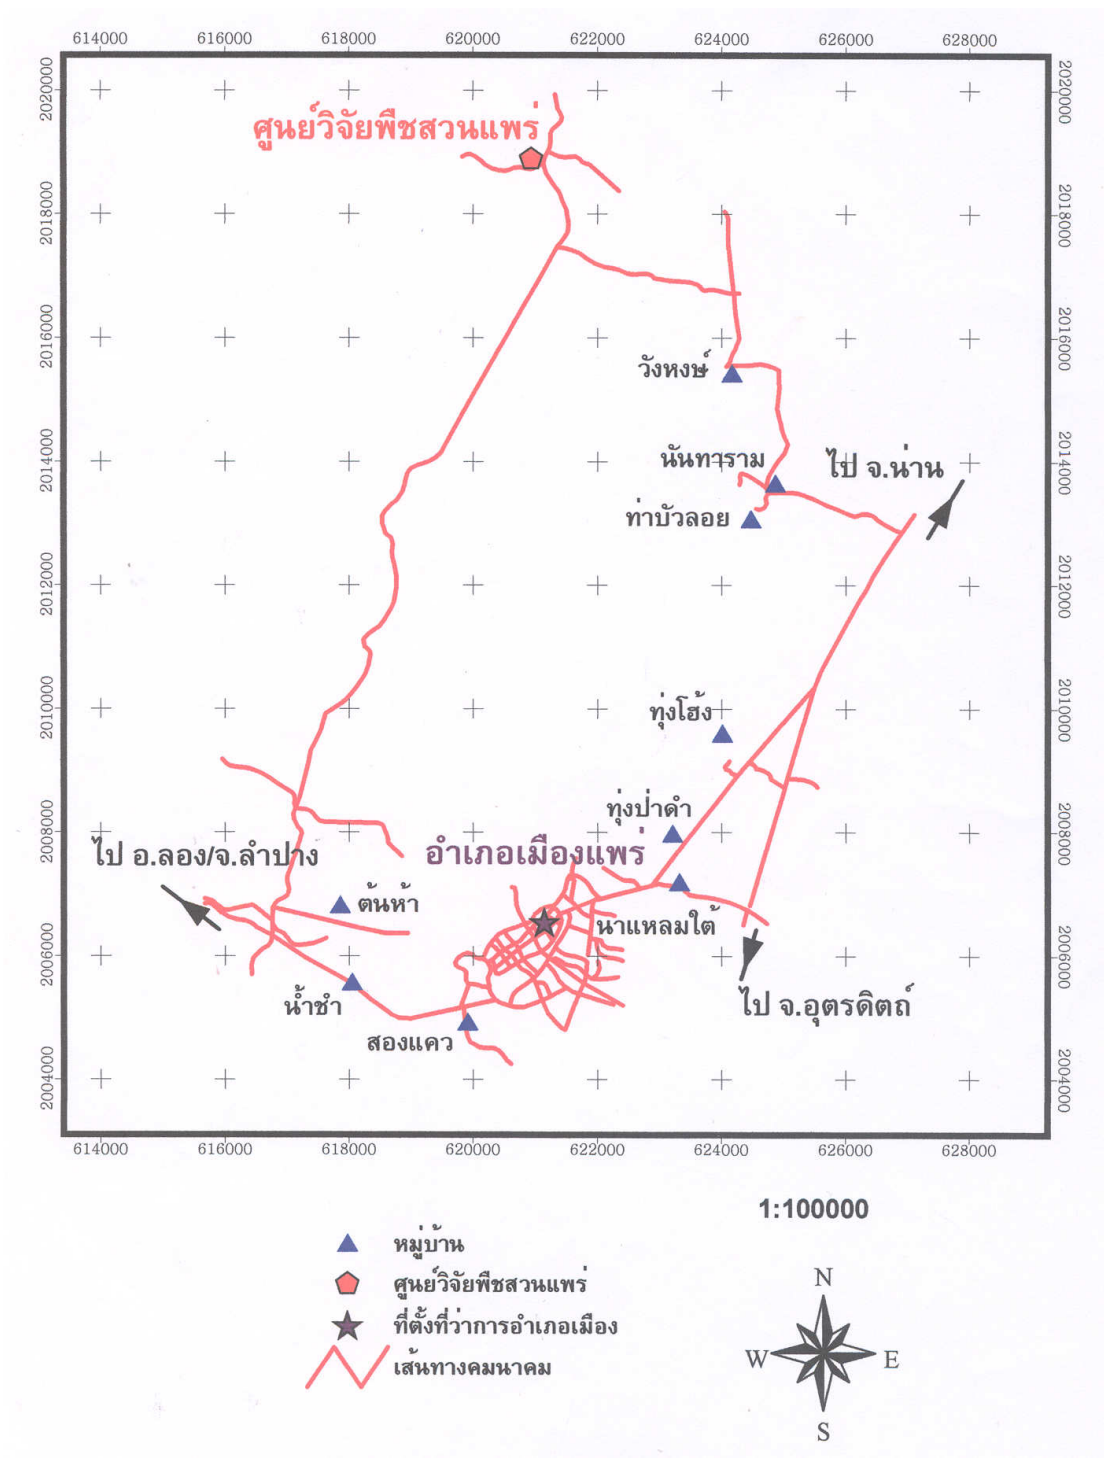 614000 616000 618000 620000 622000 624000 626000 628000
2020000 2020000
ศูนย์วิจัยพืชสวนแพร่
2018000 2018000
2016000 2016000
วังหงษ์
2014000 2014000
นันทาราม
ไป จ.น่าน
ท่าบัวลอย
2012000 2012000
2010000 2010000
ทุ่งโฮ้ง
ทุ่งป่าดำ
2008000 2008000
ไป อ.ลอง/จ.ลำปาง
อำเภอเมืองแพร่
ต้นห้า
นาแหลมใต้
2006000 2006000
น้ำชำ
ไป จ.อุตรดิตถ์
สองแคว
2004000 2004000
614000 616000 618000 620000 622000 624000 626000 628000
1:100000
หมู่บ้าน
ศูนย์วิจัยพืชสวนแพร่
ที่ตั้งที่ว่าการอำเภอเมือง
เส้นทางคมนาคม
N
W E
S